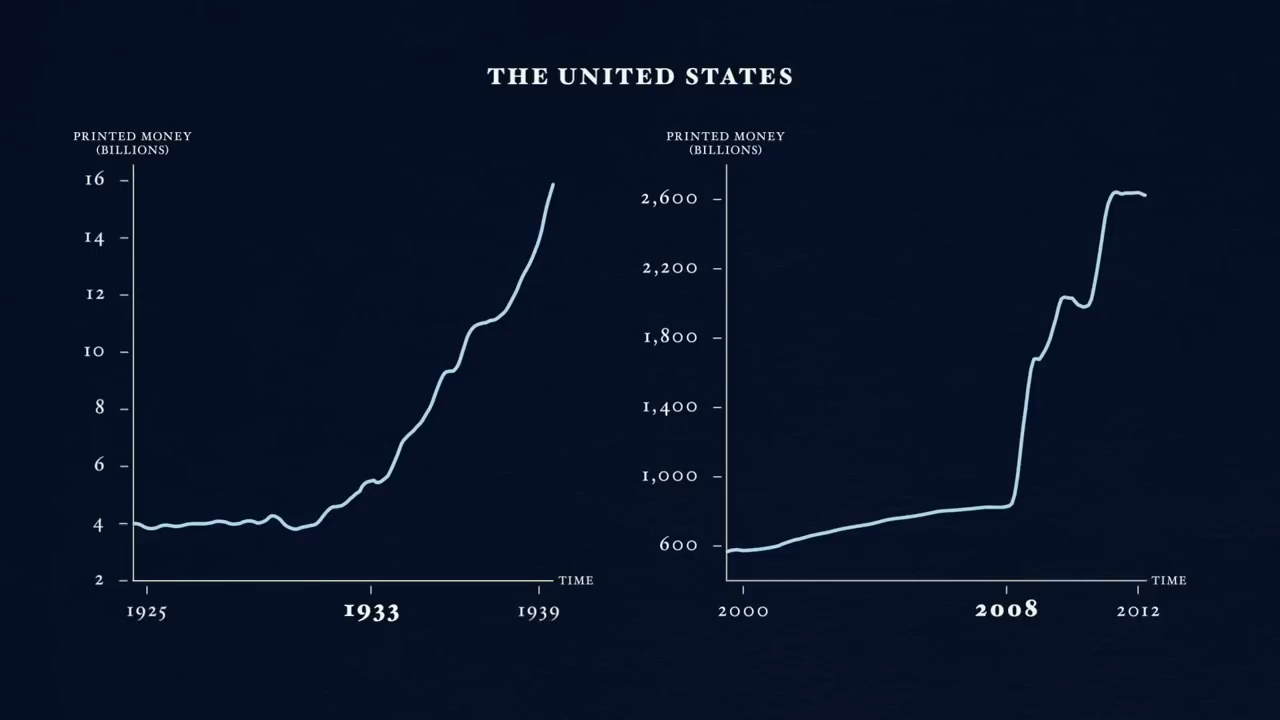 THE UNITED STATES
PRINTED MONEY
(BILLIONS)
16
14
12
10
8
6
4
2
TIME
1925
1933
1939
PRINTED MONEY
(BILLIONS)
2,600
2,200
1,800
1,400
1,000
600
TIME
2000
2008
2012